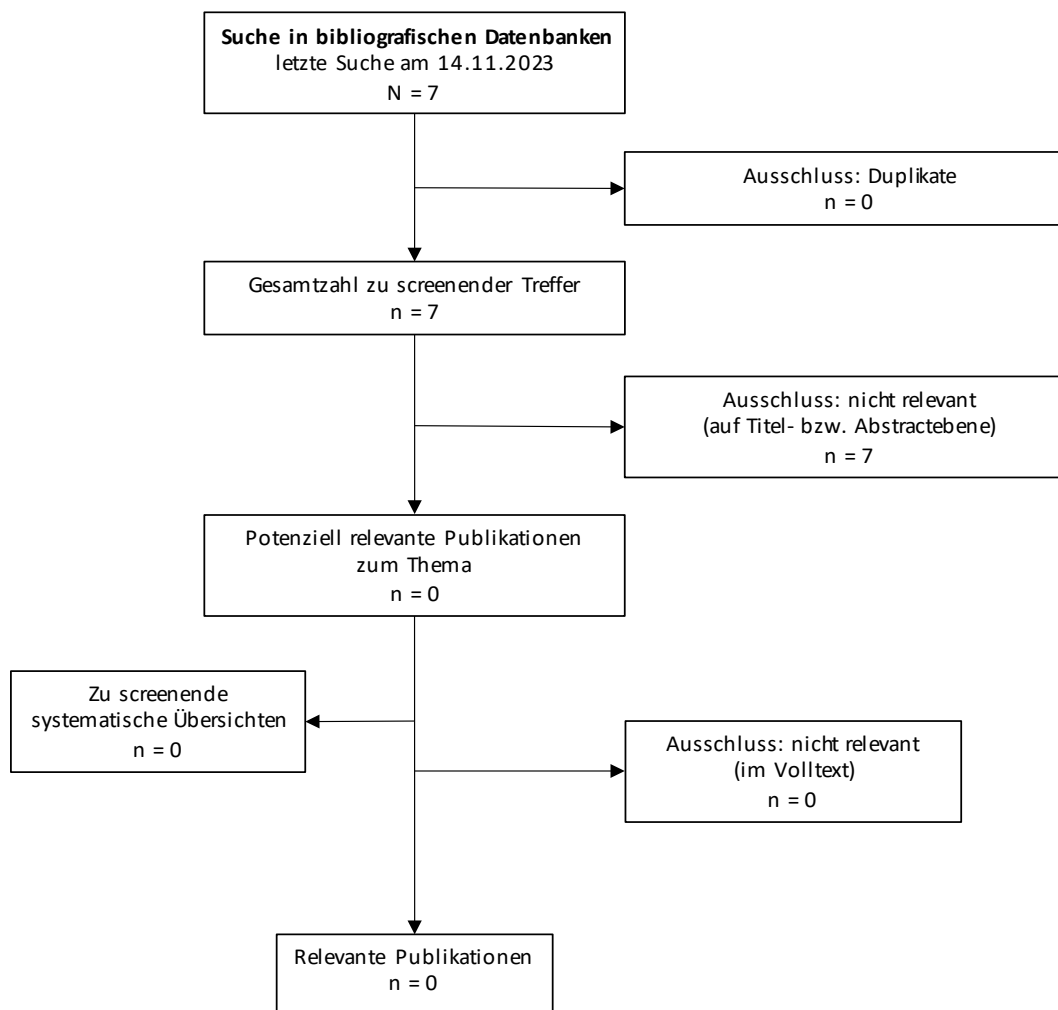 Suche in bibliografischen Datenbanken
letzte Suche am 14.11.2023
N = 7
Ausschluss: Duplikate
n = 0
Gesamtzahl zu screenender Treffer
n = 7
Ausschluss: nicht relevant
(auf Titel- bzw. Abstractebene)
n = 7
Potenziell relevante Publikationen
zum Thema
n = 0
Zu screenende
systematische Übersichten
n = 0
Ausschluss: nicht relevant
(im Volltext)
n = 0
Relevante Publikationen
n = 0